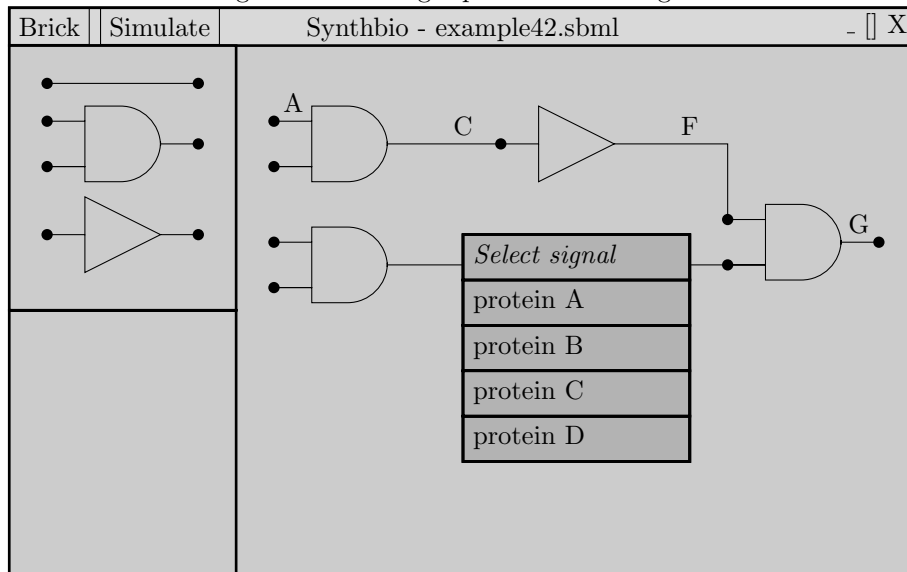 Brick Simulate Synthbio - example42.sbml _ [] X
A
C
F
G
Select signal
protein A
protein B
protein C
protein D